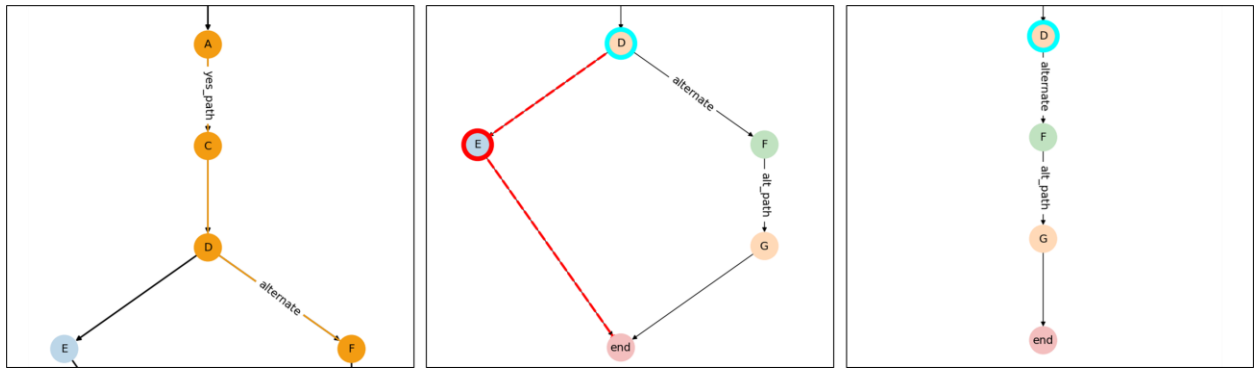 A
yes_path
C
D
alternate
E
F
D
alternate
E
F
alt_path
G
end
D
alternate
F
alt_path
G
end